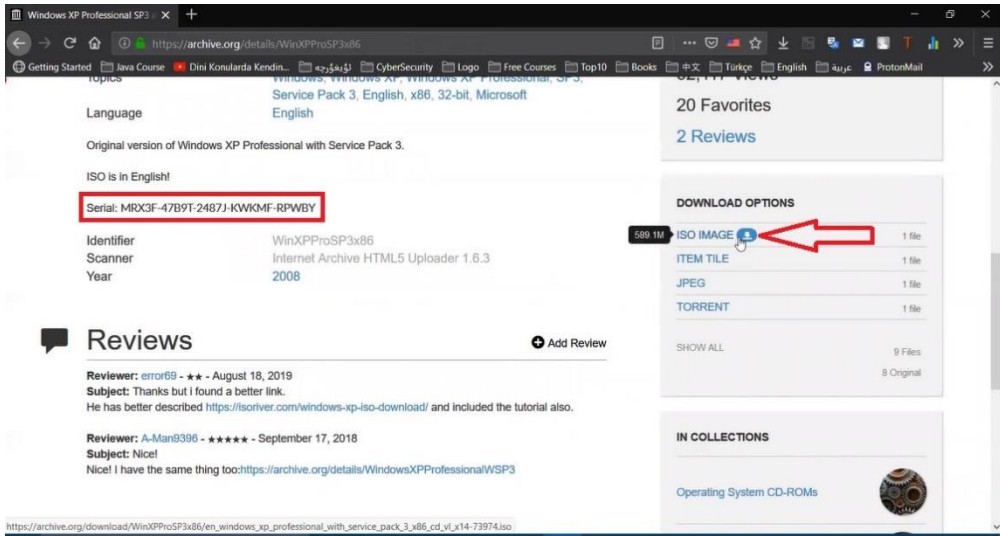 Windows XP Professional SP3
https://archive.org/details/WinXPProSP3x86
Getting Started Java Course Dini Konularda Kendin... CyberSecurity Logo Free Courses Top10 Books 中文 Türkçe English عربية ProtonMail
Topics Windows, Windows XP, Windows XP Professional, SP3,
Service Pack 3, English, x86, 32-bit, Microsoft
Language English
Original version of Windows XP Professional with Service Pack 3.
ISO is in English!
Serial: MRX3F-47B9T-2487J-KWKMF-RPWBY
Identifier WinXPProSP3x86
Scanner Internet Archive HTML5 Uploader 1.6.3
Year 2008
Reviews
Add Review
Reviewer: error69 - ★★ - August 18, 2019
Subject: Thanks but i found a better link.
He has better described https://isoriver.com/windows-xp-iso-download/ and included the tutorial also.
Reviewer: A-Man9396 - ★★★★★ - September 17, 2018
Subject: Nice!
Nice! I have the same thing too:https://archive.org/details/WindowsXPProfessionalWSP3
Views
20 Favorites
2 Reviews
DOWNLOAD OPTIONS
589.1M ISO IMAGE 1 file
ITEM TILE 1 file
JPEG 1 file
TORRENT 1 file
SHOW ALL 9 Files
8 Original
IN COLLECTIONS
Operating System CD-ROMs
https://archive.org/download/WinXPProSP3x86/en_windows_xp_professional_with_service_pack_3_x86_cd_vl_x14-73974.iso